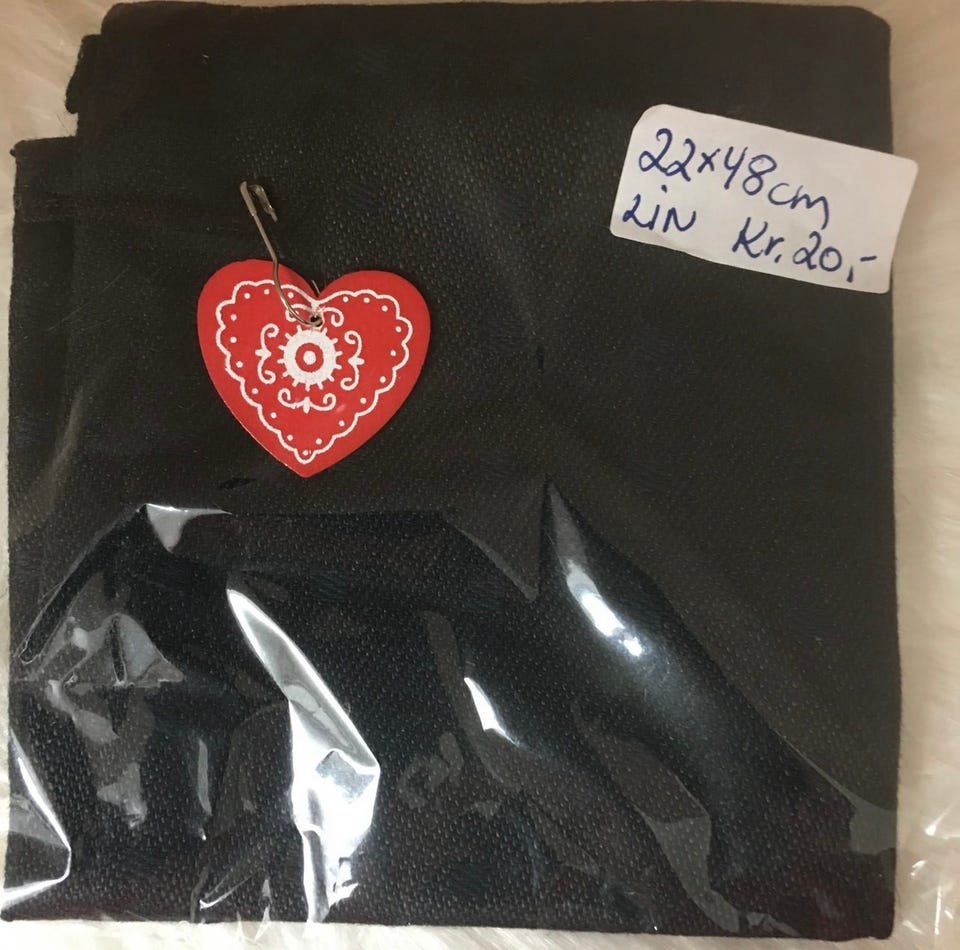 22x48cm
LIN Kr. 20,-